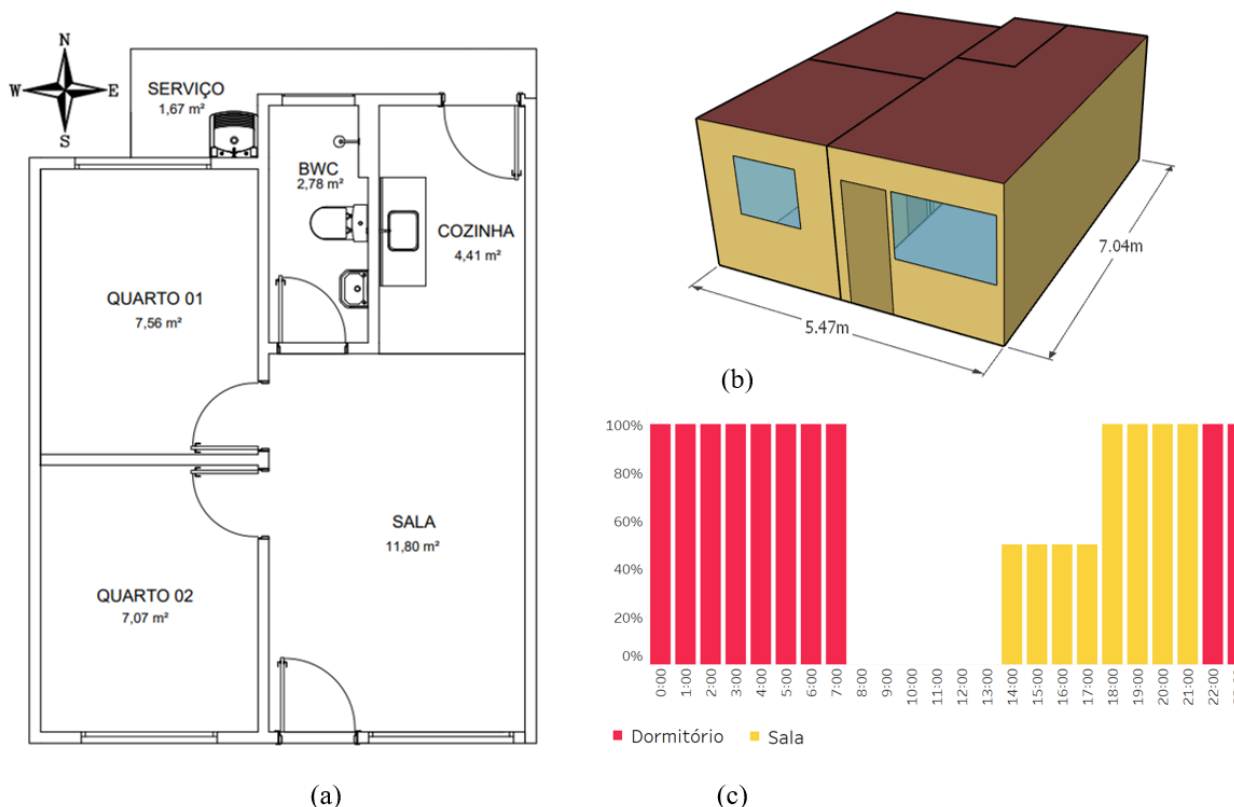 N
W E
S
SERVIÇO
1,67 m²
BWC
2,78 m²
COZINHA
4,41 m²
QUARTO 01
7,56 m²
SALA
11,80 m²
QUARTO 02
7,07 m²
(a)
5.47m
7.04m
(b)
100%
80%
60%
40%
20%
0%
0:00 1:00 2:00 3:00 4:00 5:00 6:00 7:00 8:00 9:00 10:00 11:00 12:00 13:00 14:00 15:00 16:00 17:00 18:00 19:00 20:00 21:00 22:00
Dormitório Sala
(c)